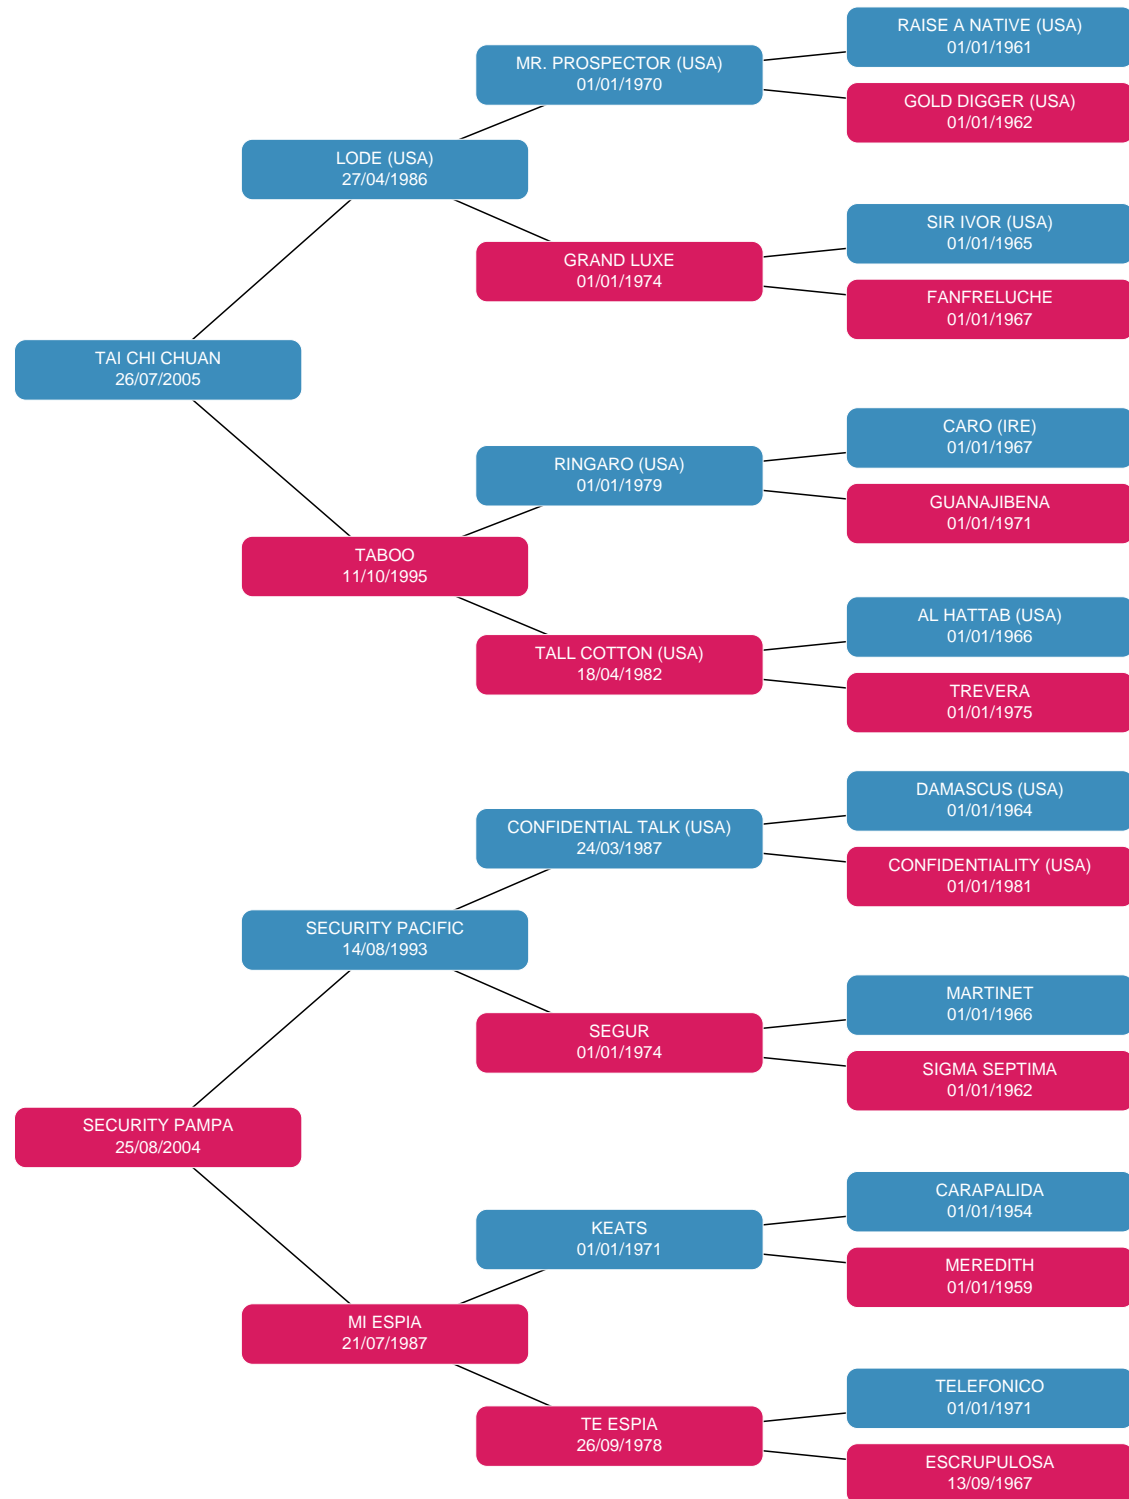 RAISE A NATIVE (USA)
01/01/1961
MR. PROSPECTOR (USA)
01/01/1970
GOLD DIGGER (USA)
01/01/1962
LODE (USA)
27/04/1986
SIR IVOR (USA)
01/01/1965
GRAND LUXE
01/01/1974
FANFRELUCHE
01/01/1967
TAI CHI CHUAN
26/07/2005
CARO (IRE)
01/01/1967
RINGARO (USA)
01/01/1979
GUANAJIBENA
01/01/1971
TABOO
11/10/1995
AL HATTAB (USA)
01/01/1966
TALL COTTON (USA)
18/04/1982
TREVERA
01/01/1975
DAMASCUS (USA)
01/01/1964
CONFIDENTIAL TALK (USA)
24/03/1987
CONFIDENTIALITY (USA)
01/01/1981
SECURITY PACIFIC
14/08/1993
MARTINET
01/01/1966
SEGUR
01/01/1974
SIGMA SEPTIMA
01/01/1962
SECURITY PAMPA
25/08/2004
CARAPALIDA
01/01/1954
KEATS
01/01/1971
MEREDITH
01/01/1959
MI ESPIA
21/07/1987
TELEFONICO
01/01/1971
TE ESPIA
26/09/1978
ESCRUPULOSA
13/09/1967